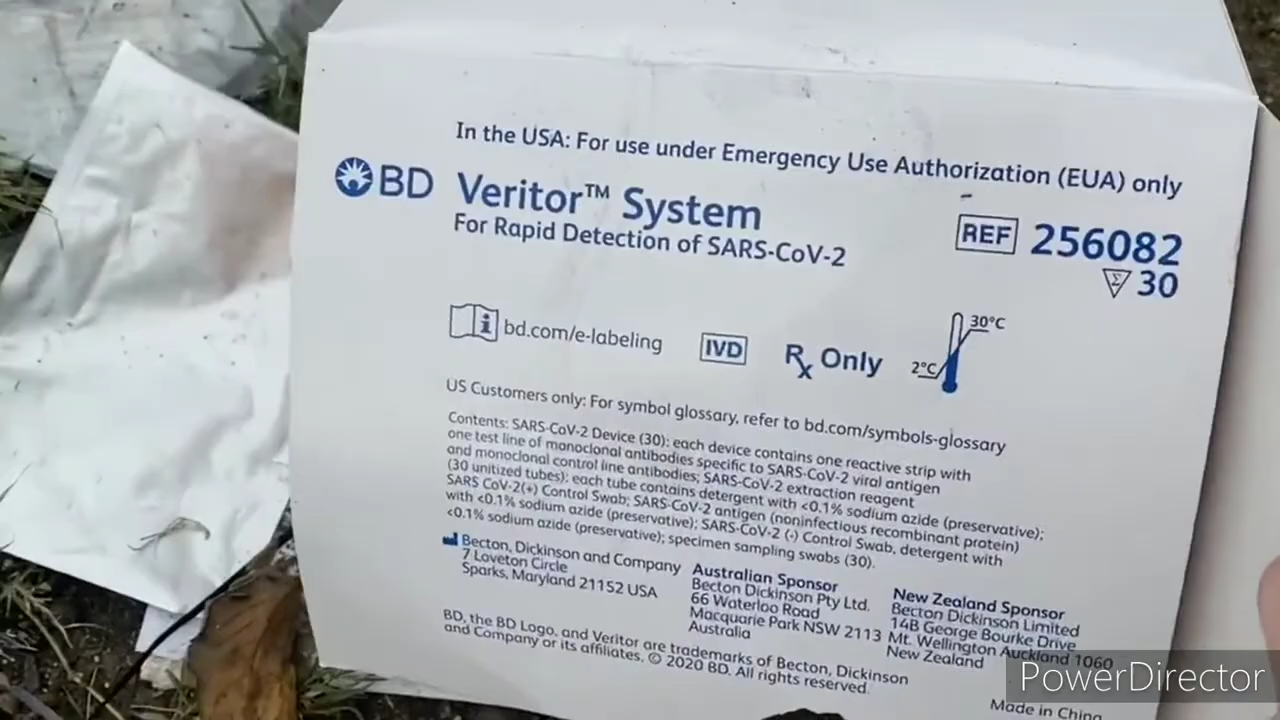 In the USA: For use under Emergency Use Authorization (EUA) only
BD Veritor™ System
For Rapid Detection of SARS-CoV-2
REF 256082
Σ 30
bd.com/e-labeling
IVD
Rx Only
30°C
2°C
US Customers only: For symbol glossary, refer to bd.com/symbols-glossary
Contents: SARS-CoV-2 Device (30): each device contains one reactive strip with
one test line of monoclonal antibodies specific to SARS-CoV-2 viral antigen
and monoclonal control line antibodies; SARS-CoV-2 extraction reagent
(30 unitized tubes): each tube contains detergent with <0.1% sodium azide (preservative);
SARS CoV-2(+) Control Swab; SARS-CoV-2 antigen (noninfectious recombinant protein)
with <0.1% sodium azide (preservative); SARS-CoV-2 (-) Control Swab, detergent with
<0.1% sodium azide (preservative); specimen sampling swabs (30).
Becton, Dickinson and Company
7 Loveton Circle
Sparks, Maryland 21152 USA
Australian Sponsor
Becton Dickinson Pty Ltd.
66 Waterloo Road
Macquarie Park NSW 2113
Australia
New Zealand Sponsor
Becton Dickinson Limited
14B George Bourke Drive
Mt. Wellington Auckland 1060
New Zealand
BD, the BD Logo, and Veritor are trademarks of Becton, Dickinson
and Company or its affiliates. © 2020 BD. All rights reserved.
Made in China
PowerDirector